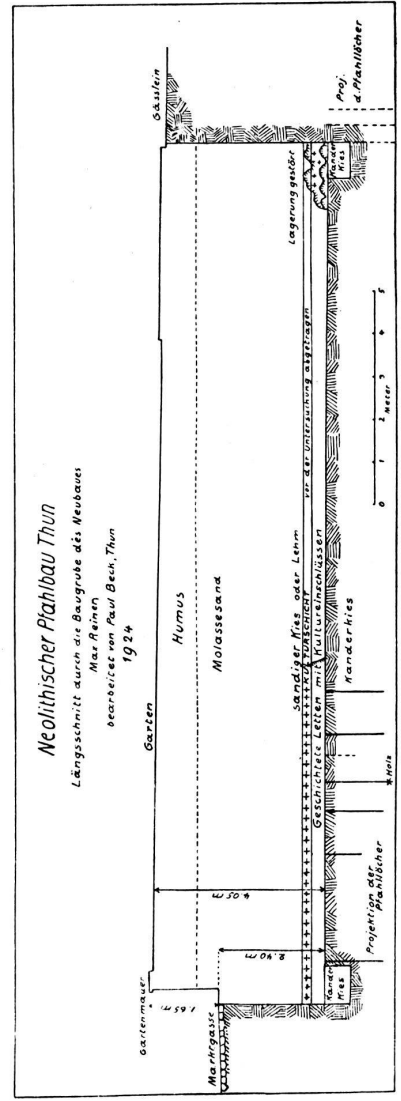 Neolithischer Pfahlbau Thun
Längsschnitt durch die Baugrube des Neubaues
Max Reinen
bearbeitet von Paul Beck, Thun
1924
Gartenmauer
Garten
Gässlein
Humus
Molassesand
1.65 m.
4.05 m
2.40 m
Marktgasse
sandiger Kies oder Lehm
Lagerung gestört
KULTURSCHICHT
vor der Untersuchung abgetragen
Geschichtete Letten mit Kultureinschlüssen
Kander
Kies
Kanderkies
Kander
Kies
Projektion der
Pfahllöcher
Holz
0 1 2 3 4 5
Meter
Proj.
d. Pfahllöcher